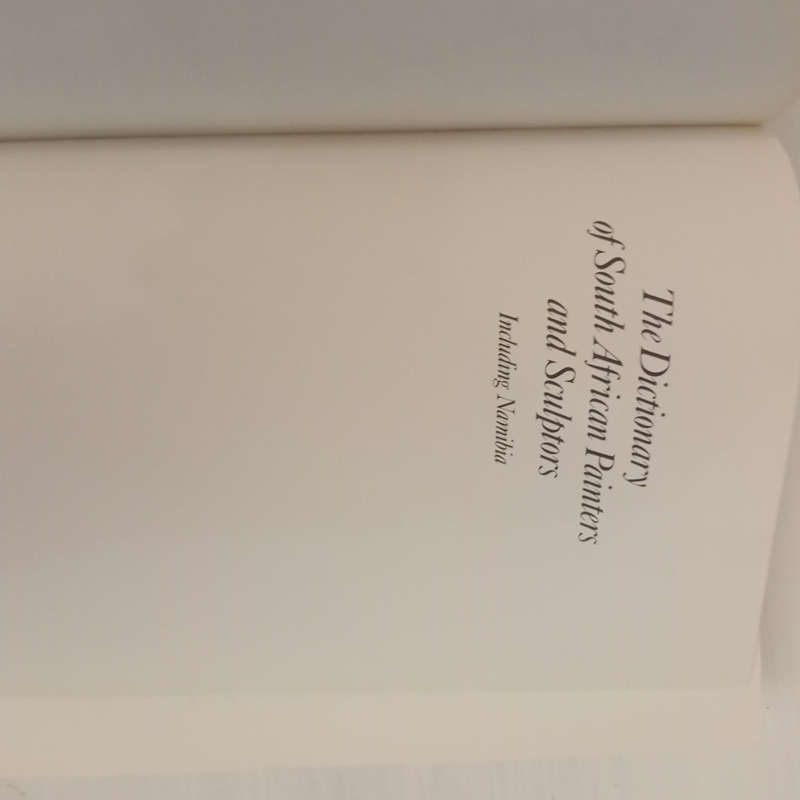 The Dictionary
of South African Painters
and Sculptors
Including Namibia